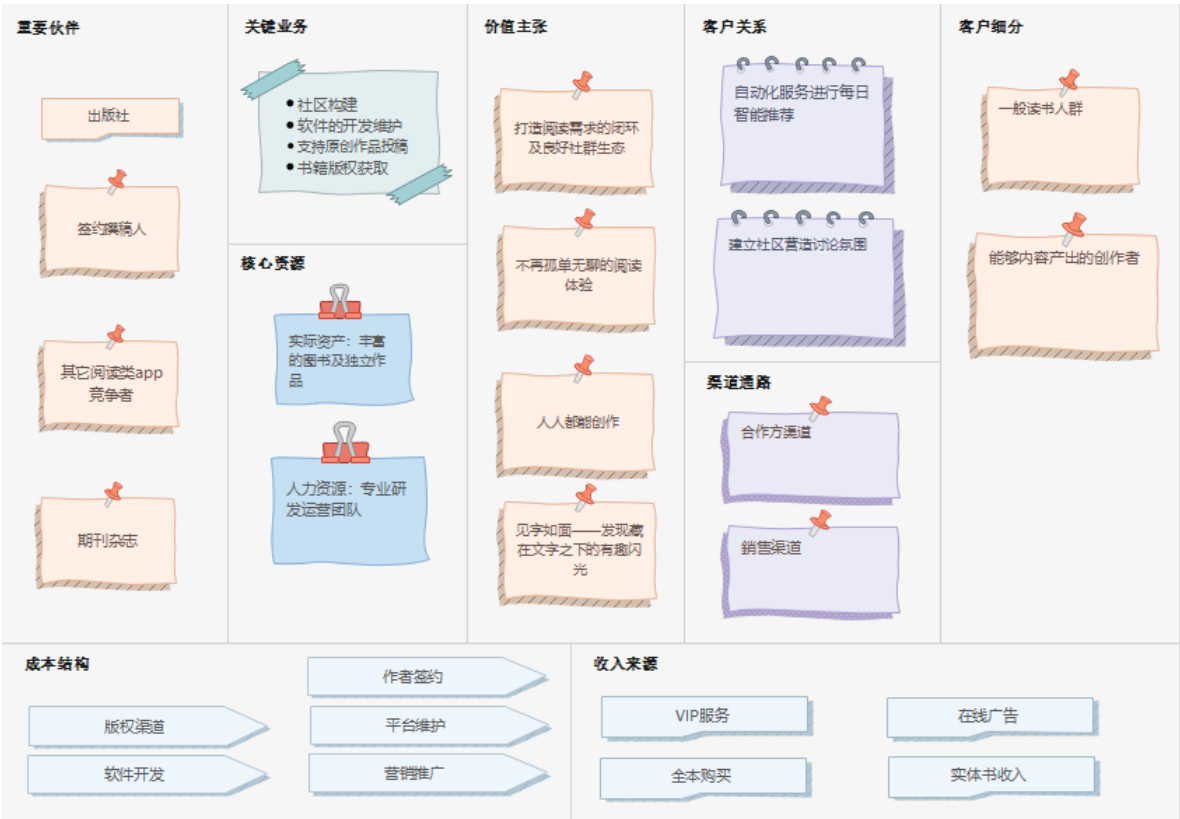 重要伙伴
出版社
签约撰稿人
其它阅读类app
竞争者
期刊杂志
关键业务
●社区构建
●软件的开发维护
●支持原创作品投稿
●书籍版权获取
核心资源
实际资产：丰富
的图书及独立作
品
人力资源：专业研
发运营团队
价值主张
打造阅读需求的闭环
及良好社群生态
不再孤单无聊的阅读
体验
人人都能创作
见字如面——发现藏
在文字之下的有趣闪
光
客户关系
自动化服务进行每日
智能推荐
建立社区营造讨论氛围
渠道通路
合作方渠道
銷售渠道
客户细分
一般读书人群
能够内容产出的创作者
成本结构
版权渠道
软件开发
作者签约
平台维护
营销推广
收入来源
VIP服务
在线广告
全本购买
实体书收入